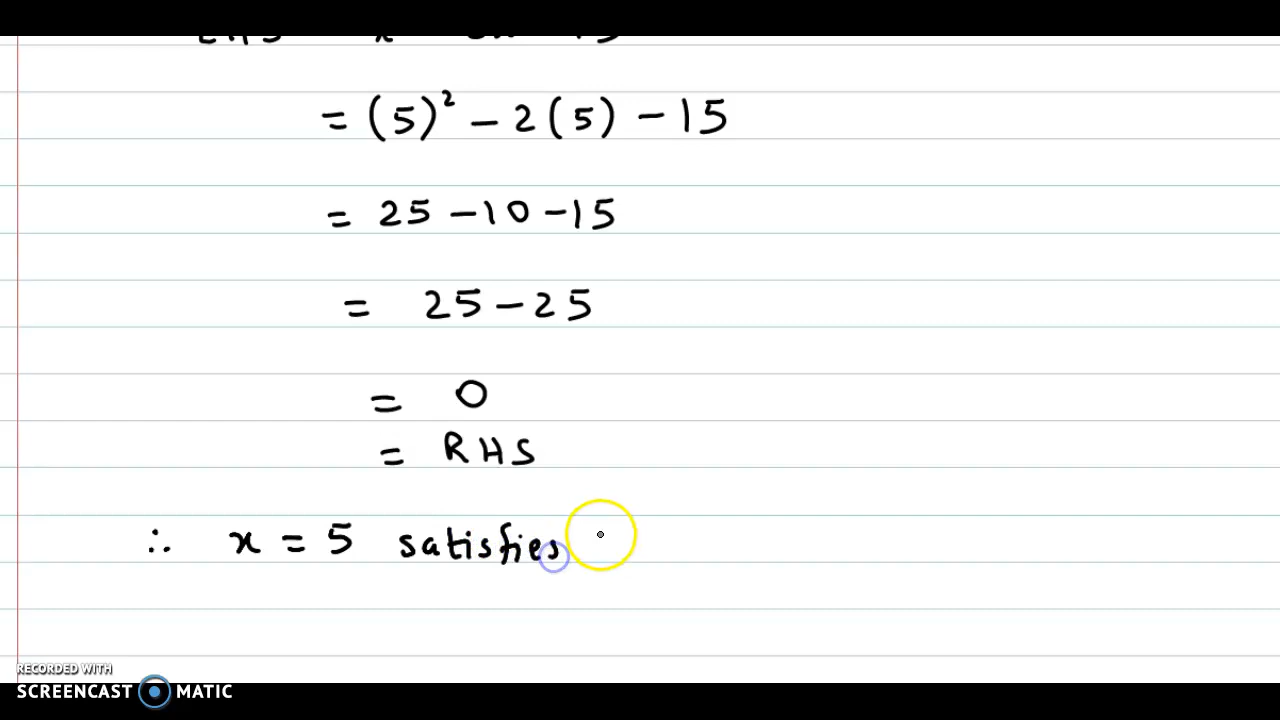 = (5)² - 2(5) - 15
= 25 - 10 - 15
= 25 - 25
= 0
= RHS
∴ x = 5 satisfies
RECORDED WITH
SCREENCAST MATIC